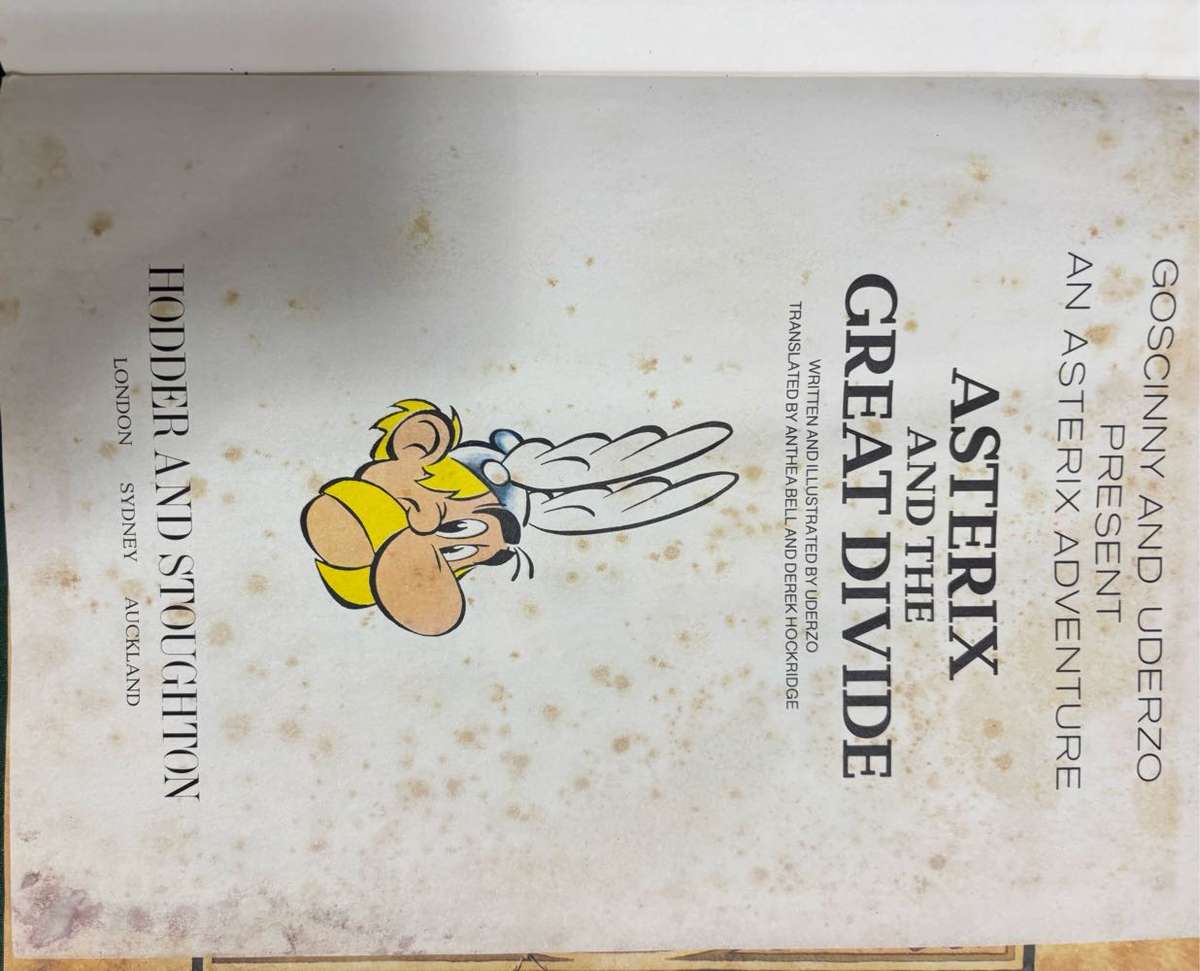 GOSCINNY AND UDERZO
PRESENT
AN ASTERIX ADVENTURE
ASTERIX
AND THE
GREAT DIVIDE
WRITTEN AND ILLUSTRATED BY UDERZO
TRANSLATED BY ANTHEA BELL AND DEREK HOCKRIDGE
HODDER AND STOUGHTON
LONDON SYDNEY AUCKLAND